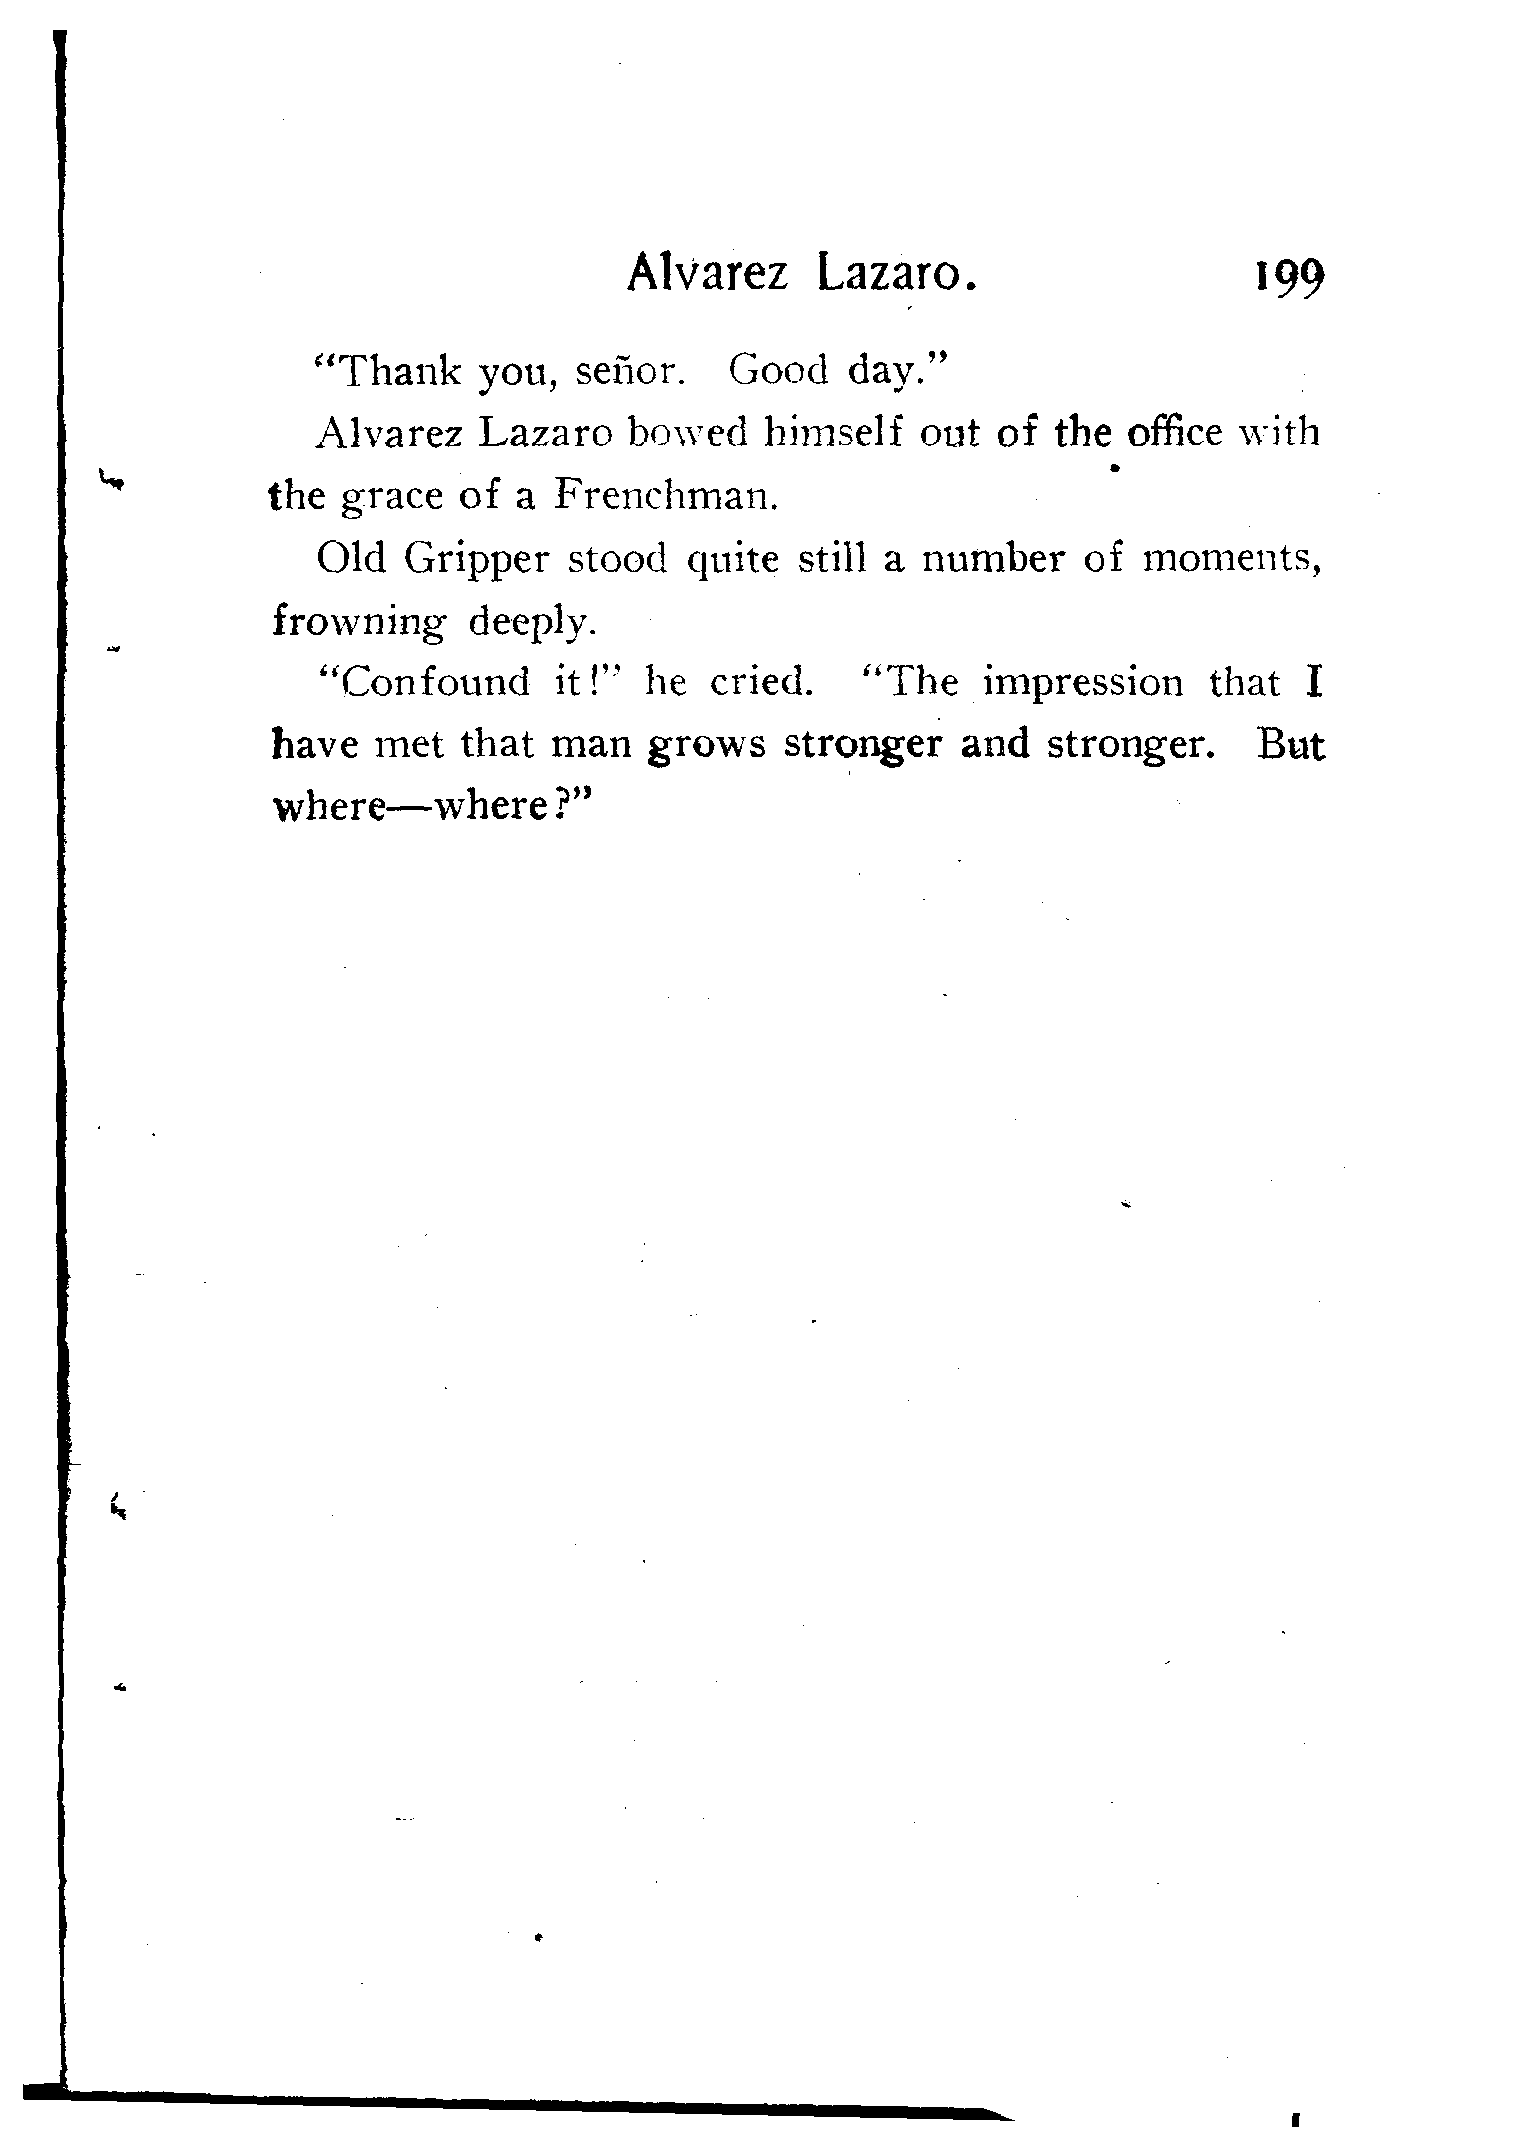 Alvarez Lazaro. 199
"Thank you, señor. Good day."
Alvarez Lazaro bowed himself out of the office with
the grace of a Frenchman.
Old Gripper stood quite still a number of moments,
frowning deeply.
"Confound it!" he cried. "The impression that I
have met that man grows stronger and stronger. But
where—where?"